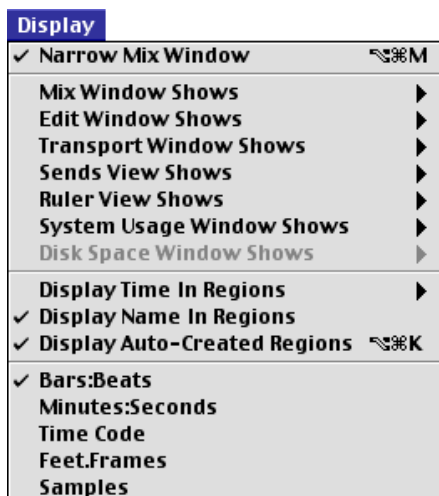 Display
✓ Narrow Mix Window ⌥⌘M
Mix Window Shows ▶
Edit Window Shows ▶
Transport Window Shows ▶
Sends View Shows ▶
Ruler View Shows ▶
System Usage Window Shows ▶
Disk Space Window Shows ▶
Display Time In Regions ▶
✓ Display Name In Regions
✓ Display Auto-Created Regions ⌥⌘K
✓ Bars:Beats
Minutes:Seconds
Time Code
Feet.Frames
Samples